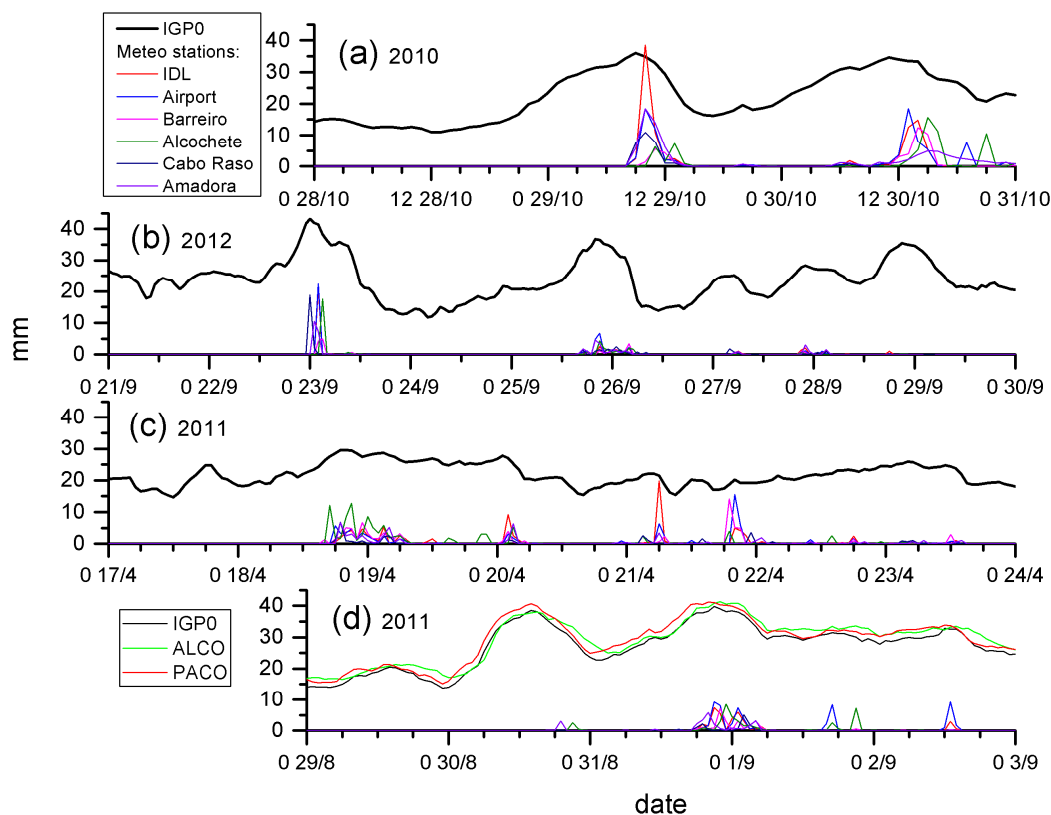 IGP0
Meteo stations:
IDL
Airport
Barreiro
Alcochete
Cabo Raso
Amadora
(a) 2010
40
30
20
10
0
0 28/10 12 28/10 0 29/10 12 29/10 0 30/10 12 30/10 0 31/10
(b) 2012
40
30
20
10
0
0 21/9 0 22/9 0 23/9 0 24/9 0 25/9 0 26/9 0 27/9 0 28/9 0 29/9 0 30/9
mm
(c) 2011
40
30
20
10
0
0 17/4 0 18/4 0 19/4 0 20/4 0 21/4 0 22/4 0 23/4 0 24/4
IGP0
ALCO
PACO
(d) 2011
40
30
20
10
0
0 29/8 0 30/8 0 31/8 0 1/9 0 2/9 0 3/9
date